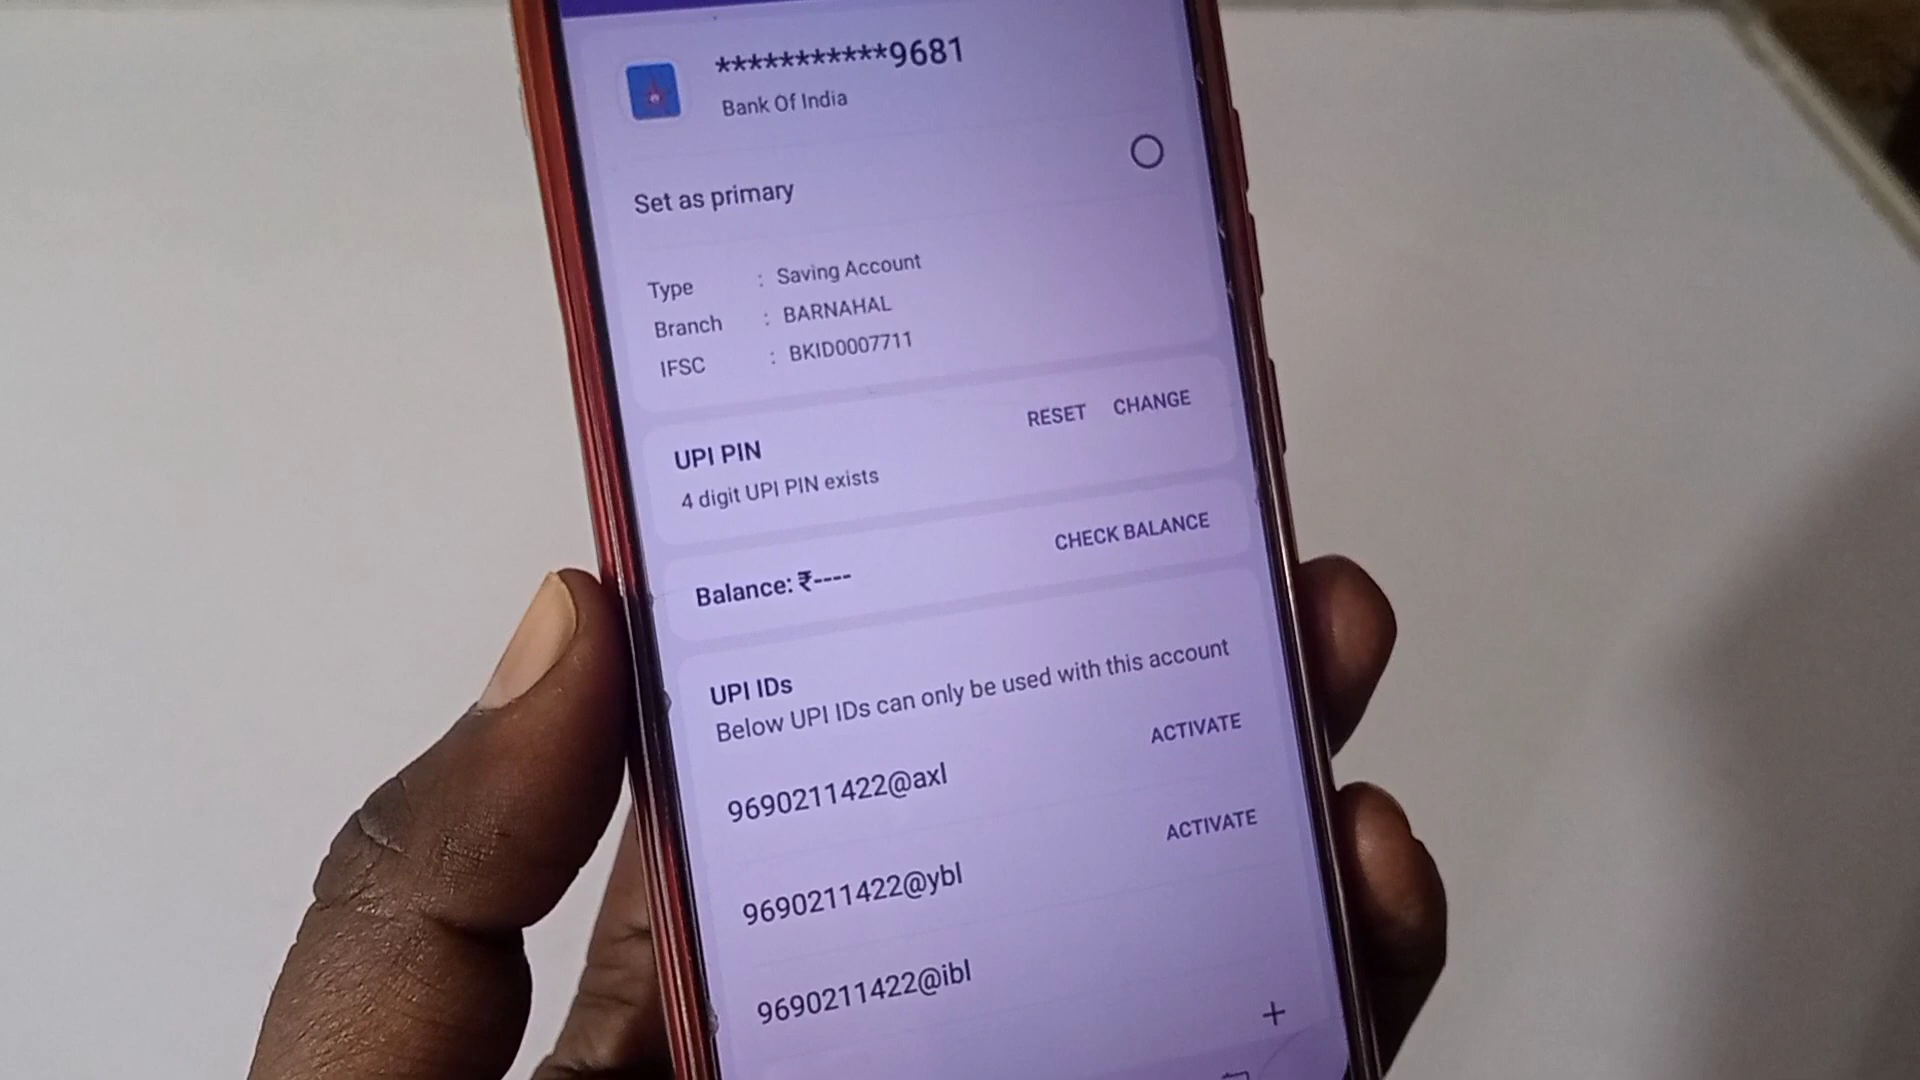 ***********9681
Bank Of India
Set as primary
Type : Saving Account
Branch : BARNAHAL
IFSC : BKID0007711
UPI PIN
RESET CHANGE
4 digit UPI PIN exists
Balance: ₹----
CHECK BALANCE
UPI IDs
Below UPI IDs can only be used with this account
9690211422@axl
ACTIVATE
9690211422@ybl
ACTIVATE
9690211422@ibl
+